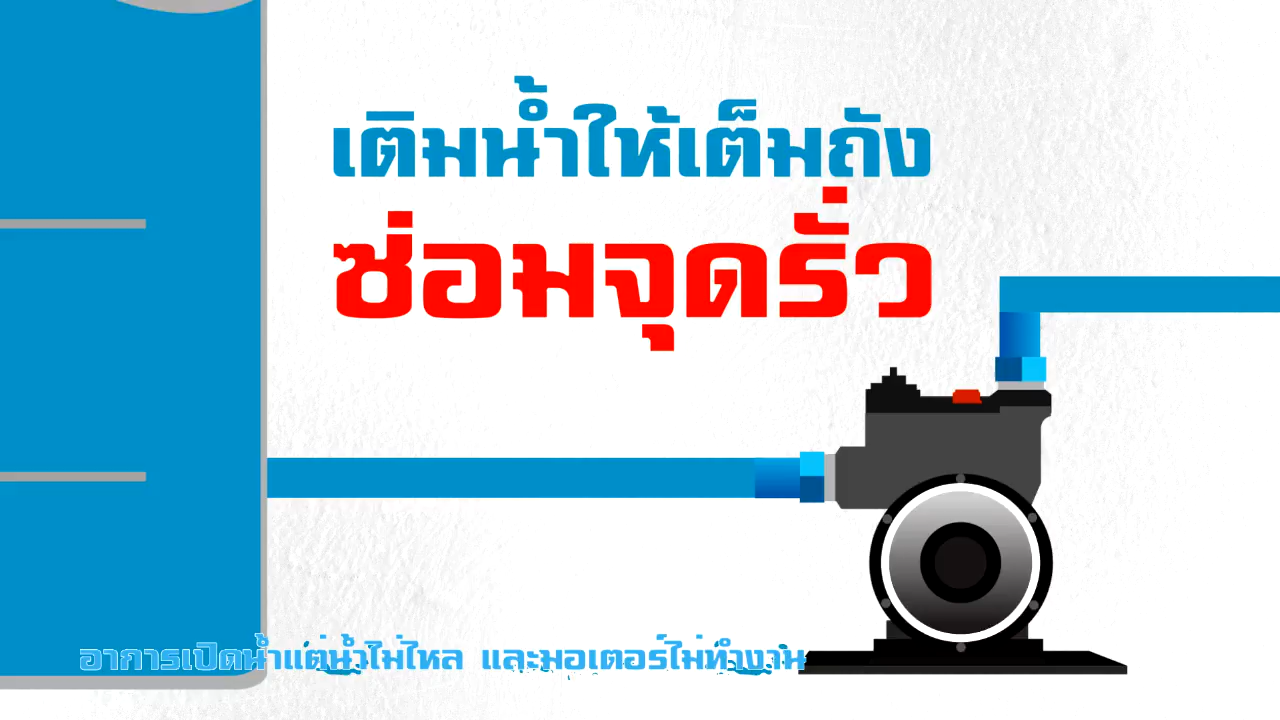 เติมน้ำให้เต็มถัง
ซ่อมจุดรั่ว
อาการเปิดน้ำแต่น้ำไม่ไหล และมอเตอร์ไม่ทำงาน